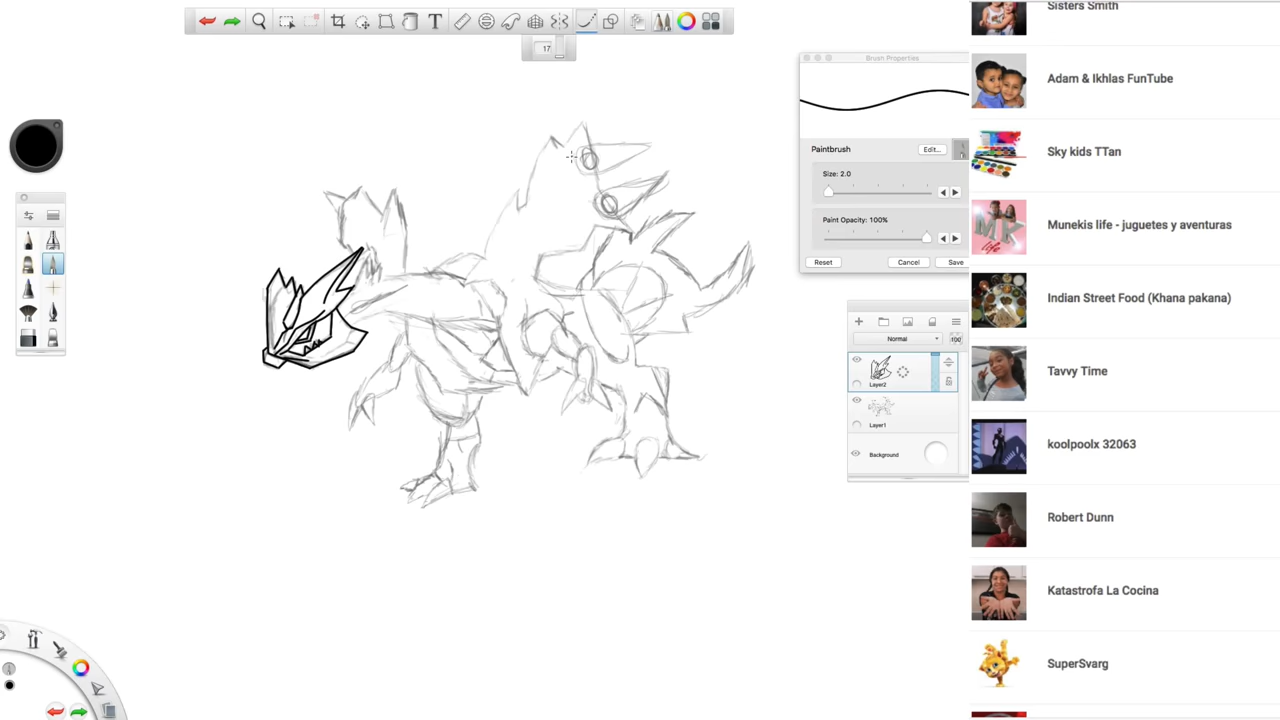 T
17
Brush Properties
Paintbrush
Edit...
Size: 2.0
Paint Opacity: 100%
Reset
Cancel
Save
Normal
100
Layer2
Layer1
Background
Sisters Smith
Adam & Ikhlas FunTube
Sky kids TTan
Munekis life - juguetes y aventuras
MK
life
Indian Street Food (Khana pakana)
Tavvy Time
koolpoolx 32063
Robert Dunn
Katastrofa La Cocina
SuperSvarg